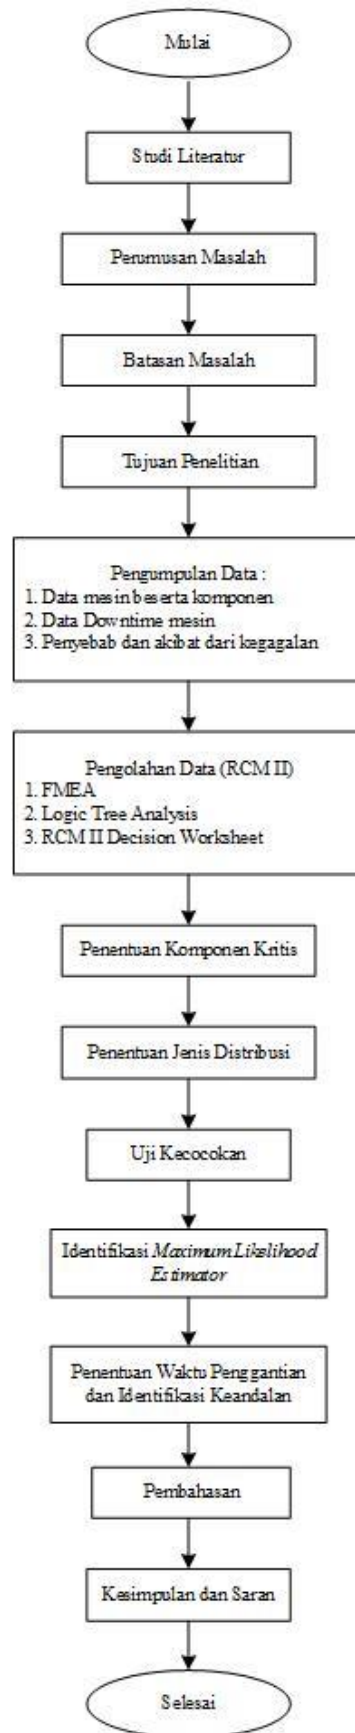 Mulai
Studi Literatur
Perumusan Masalah
Batasan Masalah
Tujuan Penelitian
Pengumpulan Data :
1. Data mesin beserta komponen
2. Data Downtime mesin
3. Penyebab dan akibat dari kegagalan
Pengolahan Data (RCM II)
1. FMEA
2. Logic Tree Analysis
3. RCM II Decision Worksheet
Penentuan Komponen Kritis
Penentuan Jenis Distribusi
Uji Kecocokan
Identifikasi Maximum Likelihood
Estimator
Penentuan Waktu Penggantian
dan Identifikasi Keandalan
Pembahasan
Kesimpulan dan Saran
Selesai